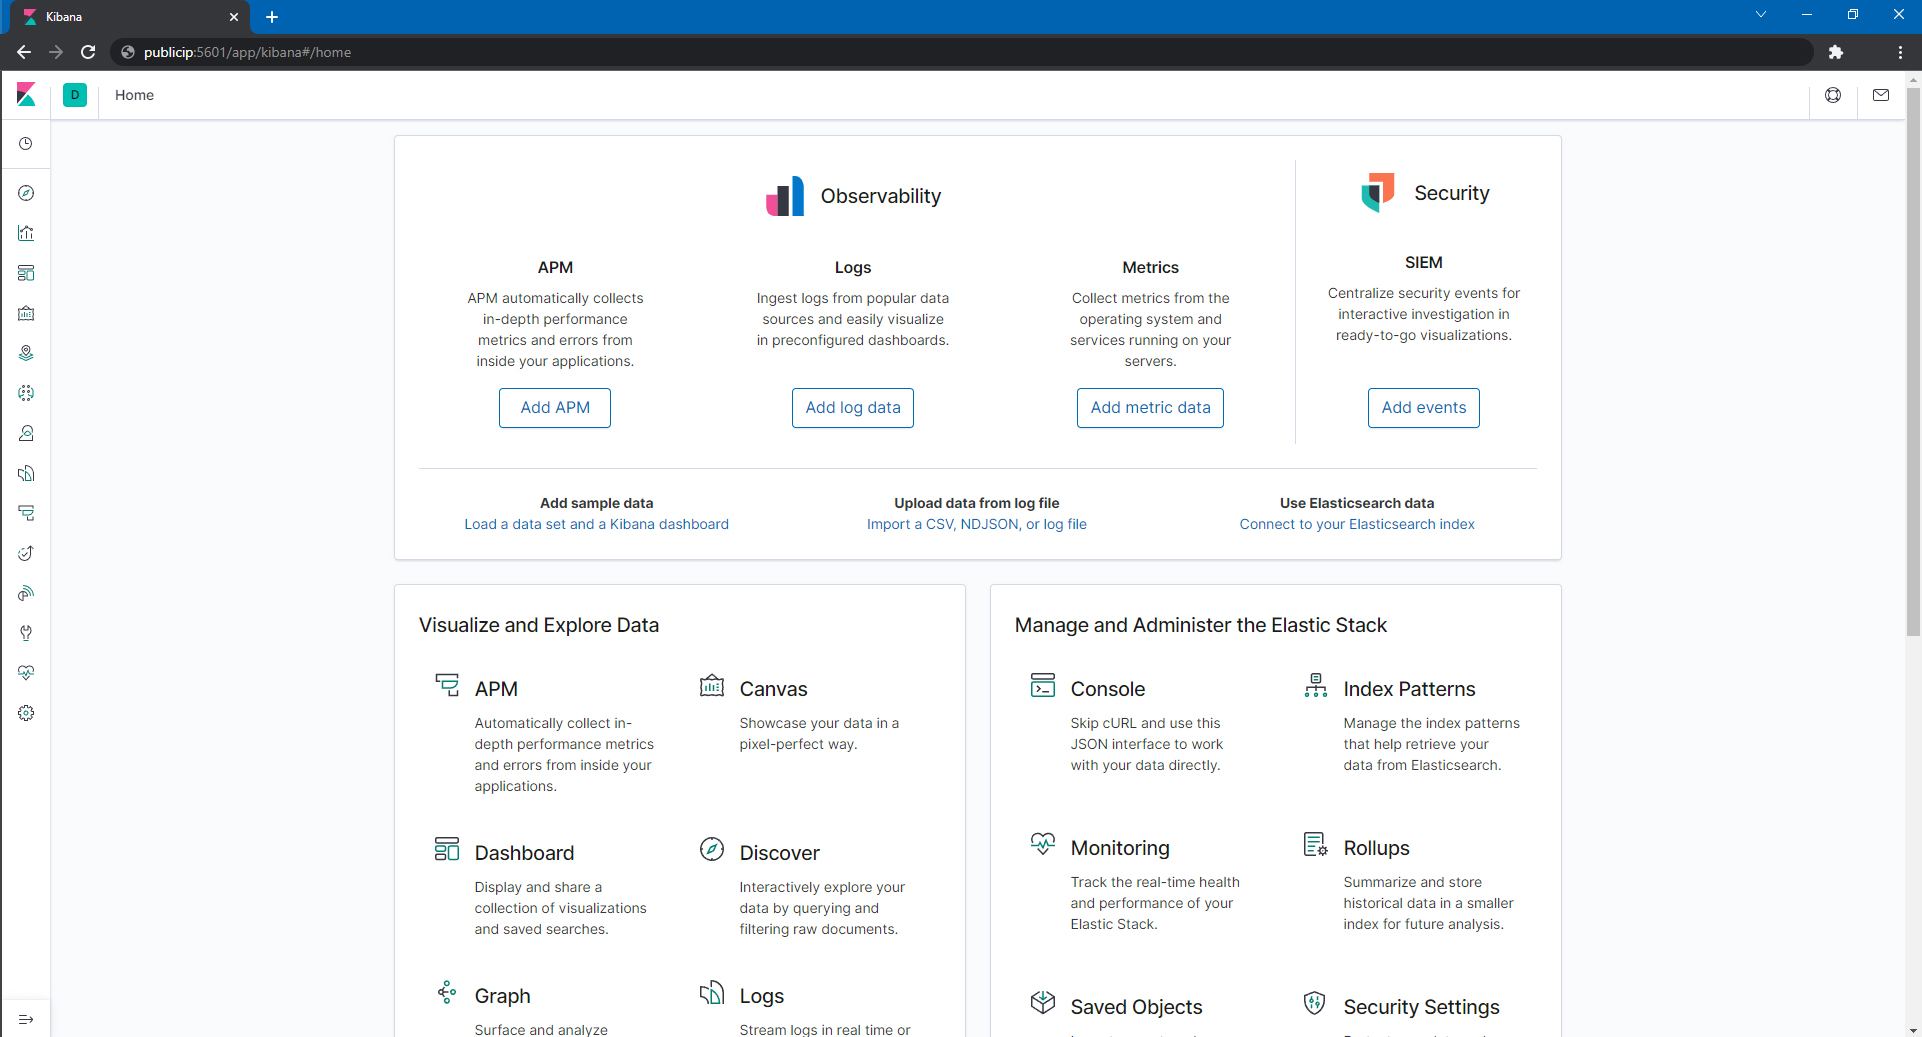 Kibana
publicip:5601/app/kibana#/home
D
Home
Observability
APM
APM automatically collects
in-depth performance
metrics and errors from
inside your applications.
Add APM
Logs
Ingest logs from popular data
sources and easily visualize
in preconfigured dashboards.
Add log data
Metrics
Collect metrics from the
operating system and
services running on your
servers.
Add metric data
Security
SIEM
Centralize security events for
interactive investigation in
ready-to-go visualizations.
Add events
Add sample data
Load a data set and a Kibana dashboard
Upload data from log file
Import a CSV, NDJSON, or log file
Use Elasticsearch data
Connect to your Elasticsearch index
Visualize and Explore Data
APM
Automatically collect in-
depth performance metrics
and errors from inside your
applications.
Canvas
Showcase your data in a
pixel-perfect way.
Dashboard
Display and share a
collection of visualizations
and saved searches.
Discover
Interactively explore your
data by querying and
filtering raw documents.
Graph
Surface and analyze
Logs
Stream logs in real time or
Manage and Administer the Elastic Stack
Console
Skip cURL and use this
JSON interface to work
with your data directly.
Index Patterns
Manage the index patterns
that help retrieve your
data from Elasticsearch.
Monitoring
Track the real-time health
and performance of your
Elastic Stack.
Rollups
Summarize and store
historical data in a smaller
index for future analysis.
Saved Objects
Security Settings